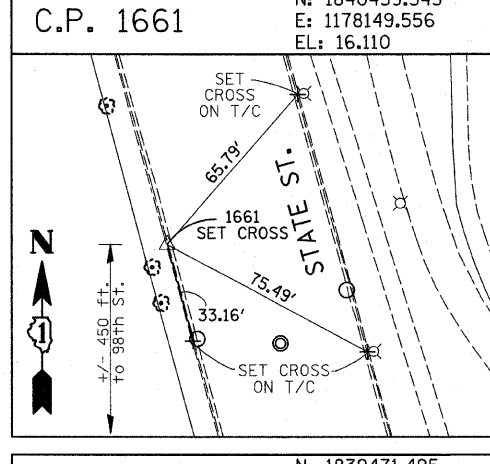 C.P. 1661
E: 1178149.556
EL: 16.110
SET
CROSS
ON T/C
65.79'
STATE ST.
1661
SET CROSS
75.49'
N
1
+/- 450 ft.
to 98th St.
33.16'
SET CROSS
ON T/C